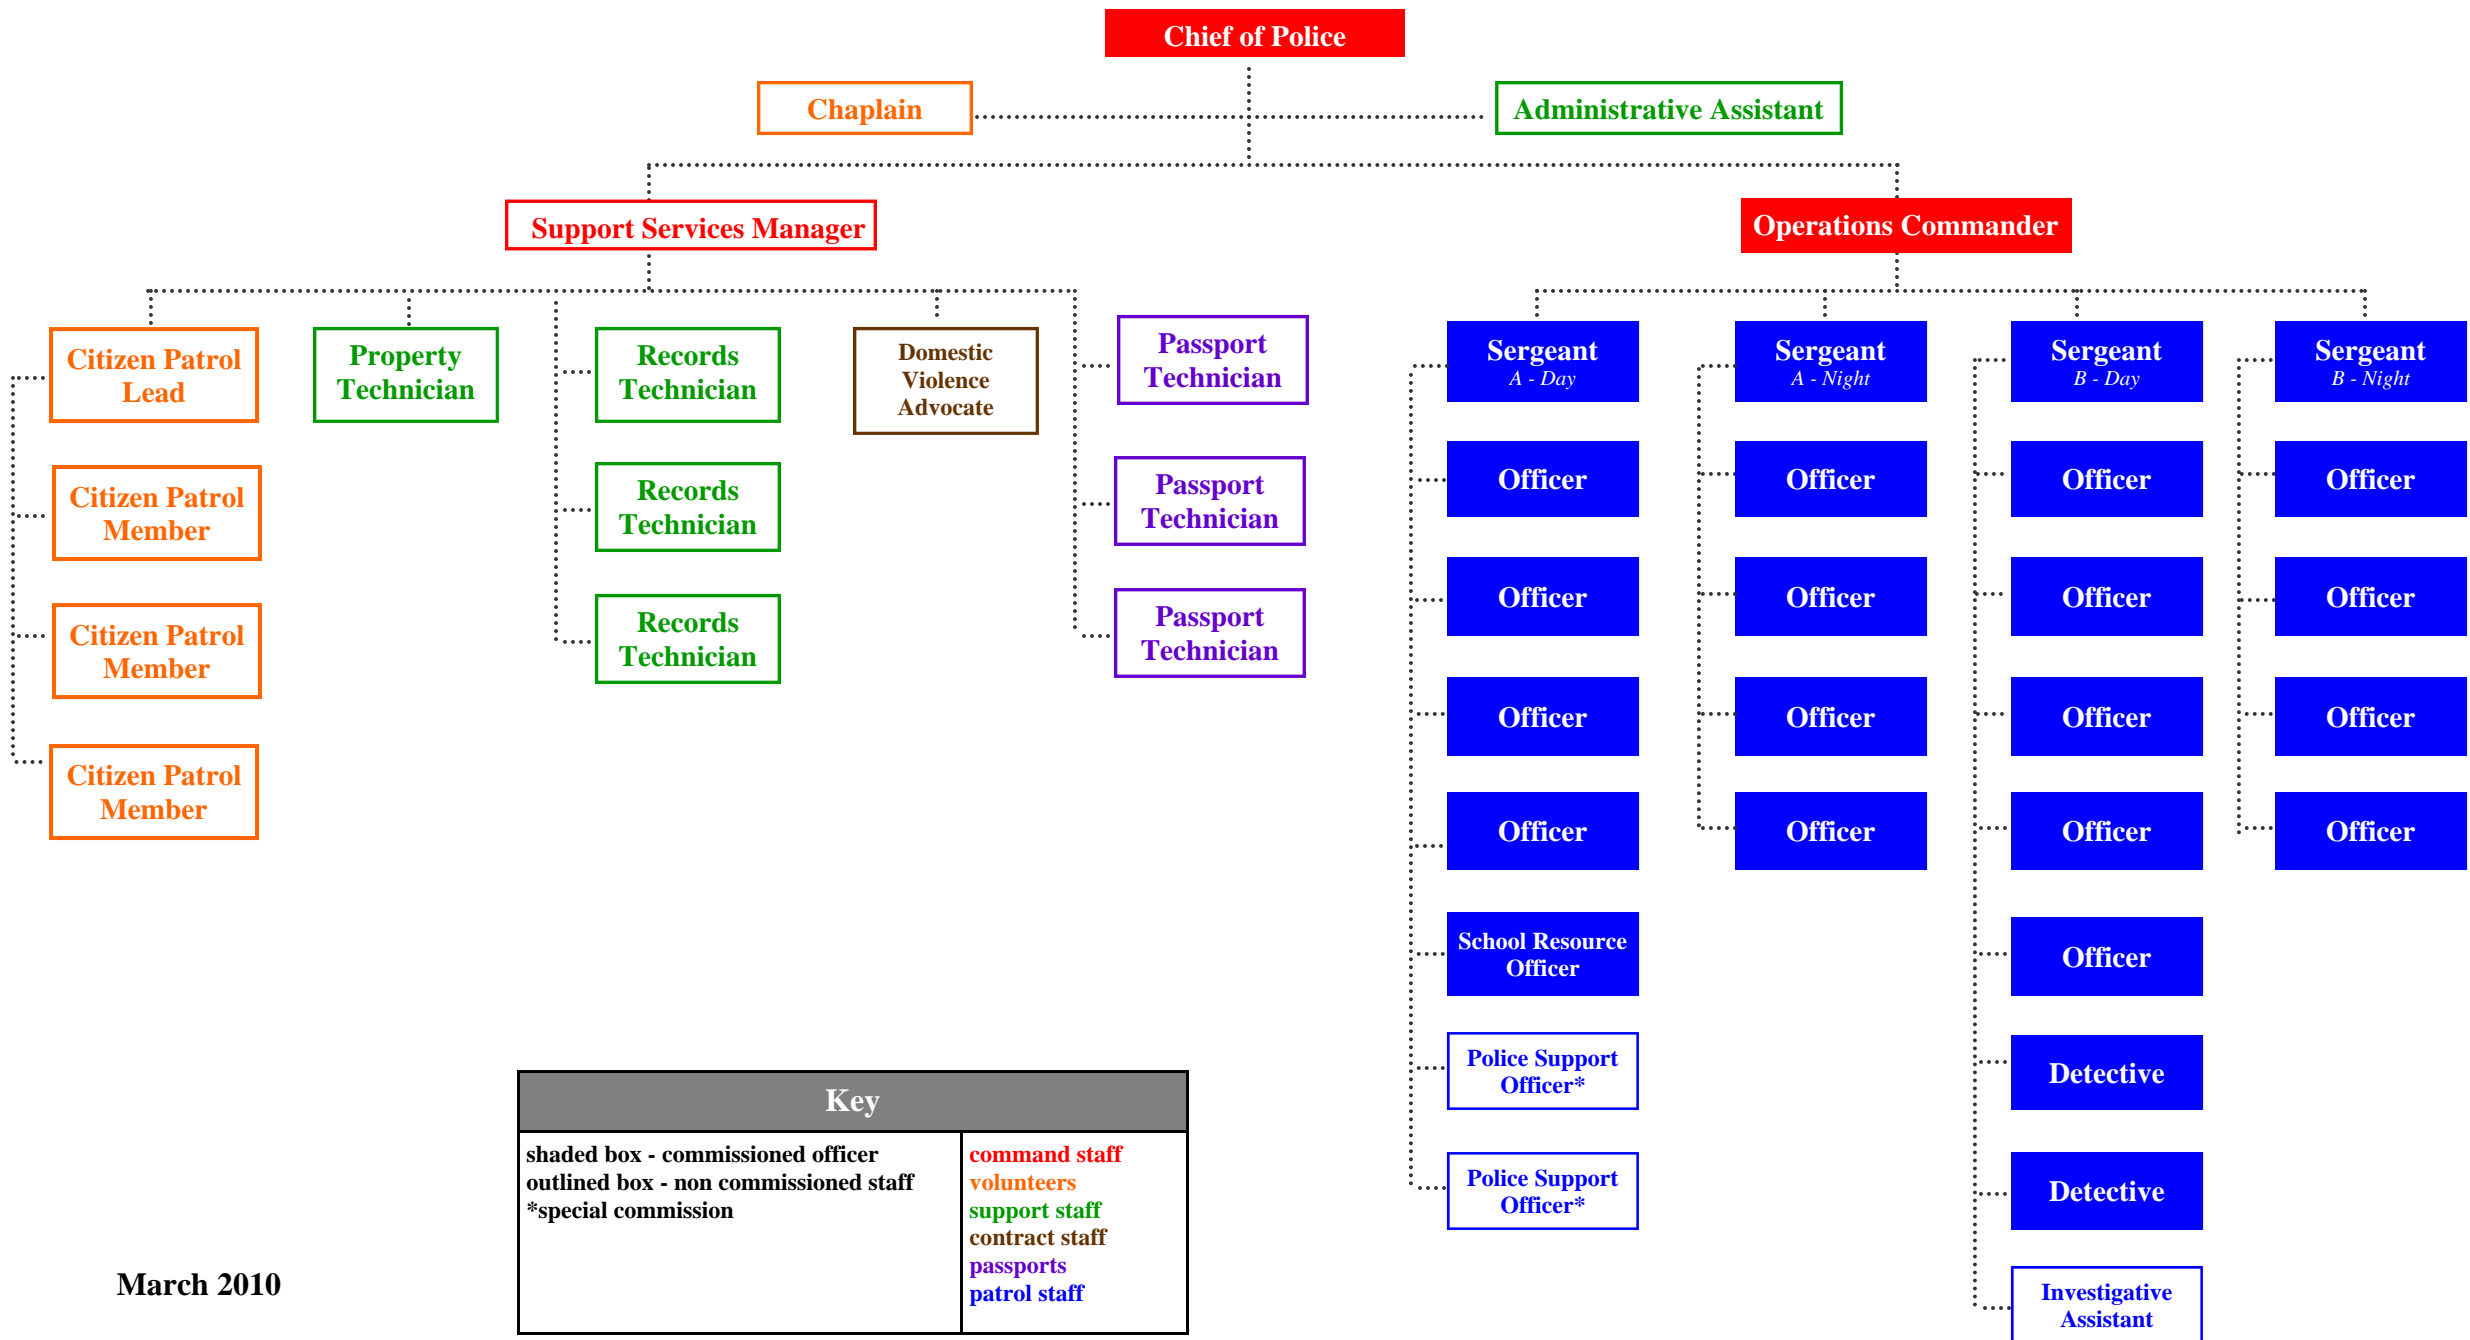 Chief of Police
Chaplain
Administrative Assistant
Support Services Manager
Operations Commander
Citizen Patrol
Lead
Property
Technician
Records
Technician
Domestic
Violence
Advocate
Passport
Technician
Sergeant
A - Day
Sergeant
A - Night
Sergeant
B - Day
Sergeant
B - Night
Citizen Patrol
Member
Records
Technician
Passport
Technician
Officer
Officer
Officer
Officer
Citizen Patrol
Member
Records
Technician
Passport
Technician
Officer
Officer
Officer
Officer
Citizen Patrol
Member
Officer
Officer
Officer
Officer
Officer
Officer
Officer
Officer
School Resource
Officer
Officer
Police Support
Officer*
Detective
Police Support
Officer*
Detective
Investigative
Assistant
Key
shaded box - commissioned officer
outlined box - non commissioned staff
*special commission
command staff
volunteers
support staff
contract staff
passports
patrol staff
March 2010